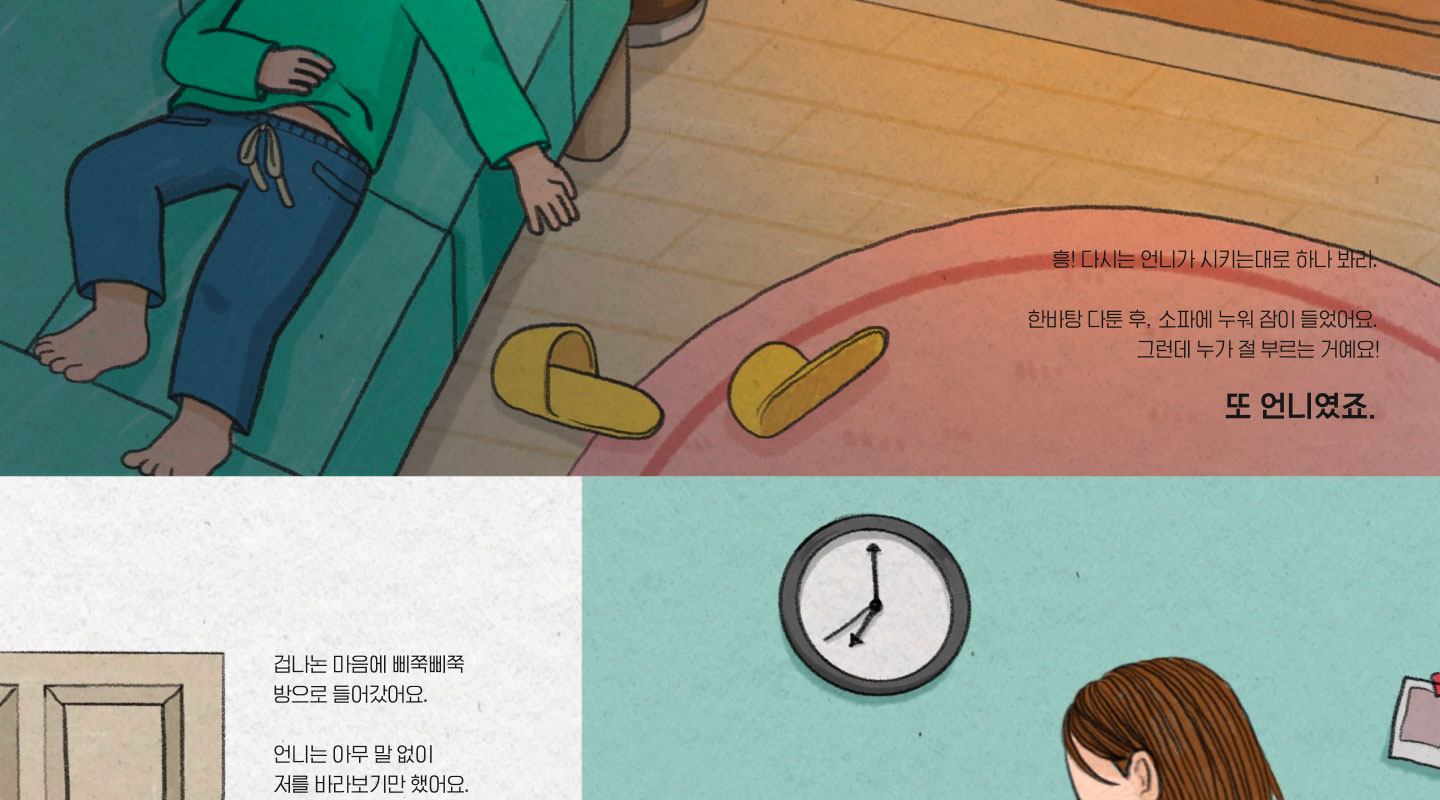 흥! 다시는 언니가 시키는대로 하나 봐라.
한바탕 다툰 후, 소파에 누워 잠이 들었어요.
그런데 누가 절 부르는 거예요!
또 언니였죠.
겁나는 마음에 삐쭉삐쭉
방으로 들어갔어요.
언니는 아무 말 없이
저를 바라보기만 했어요.